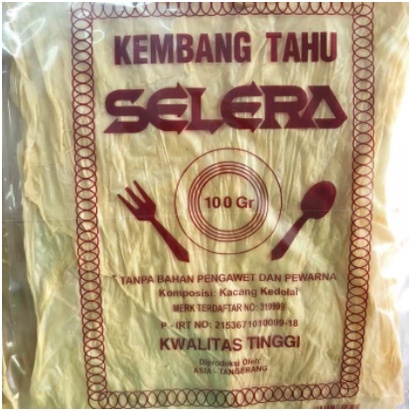 KEMBANG TAHU
SELERA
100 Gr
TANPA BAHAN PENGAWET DAN PEWARNA
Komposisi: Kacang Kedelai
MERK TERDAFTAR NO: 319999
P - IRT NO: 2153671010009-18
KWALITAS TINGGI
Diproduksi Oleh:
ASIA - TANGERANG